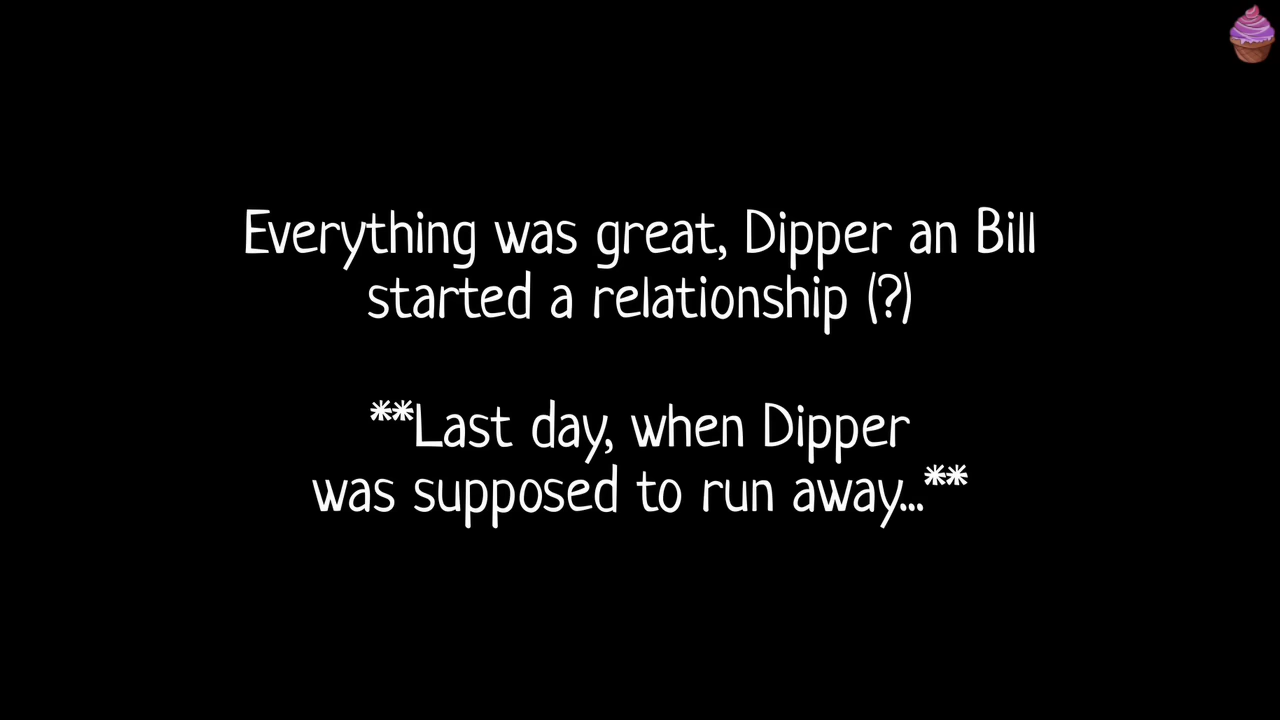 Everything was great, Dipper an Bill
started a relationship (?)
**Last day, when Dipper
was supposed to run away...**